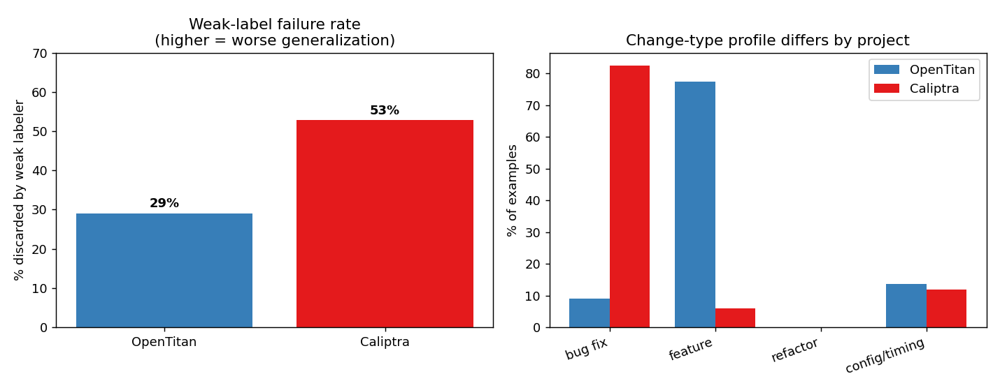 Weak-label failure rate
(higher = worse generalization)
% discarded by weak labeler
70
60
50
40
30
20
10
0
29%
53%
OpenTitan
Caliptra
Change-type profile differs by project
% of examples
80
70
60
50
40
30
20
10
0
OpenTitan
Caliptra
bug fix
feature
refactor
config/timing